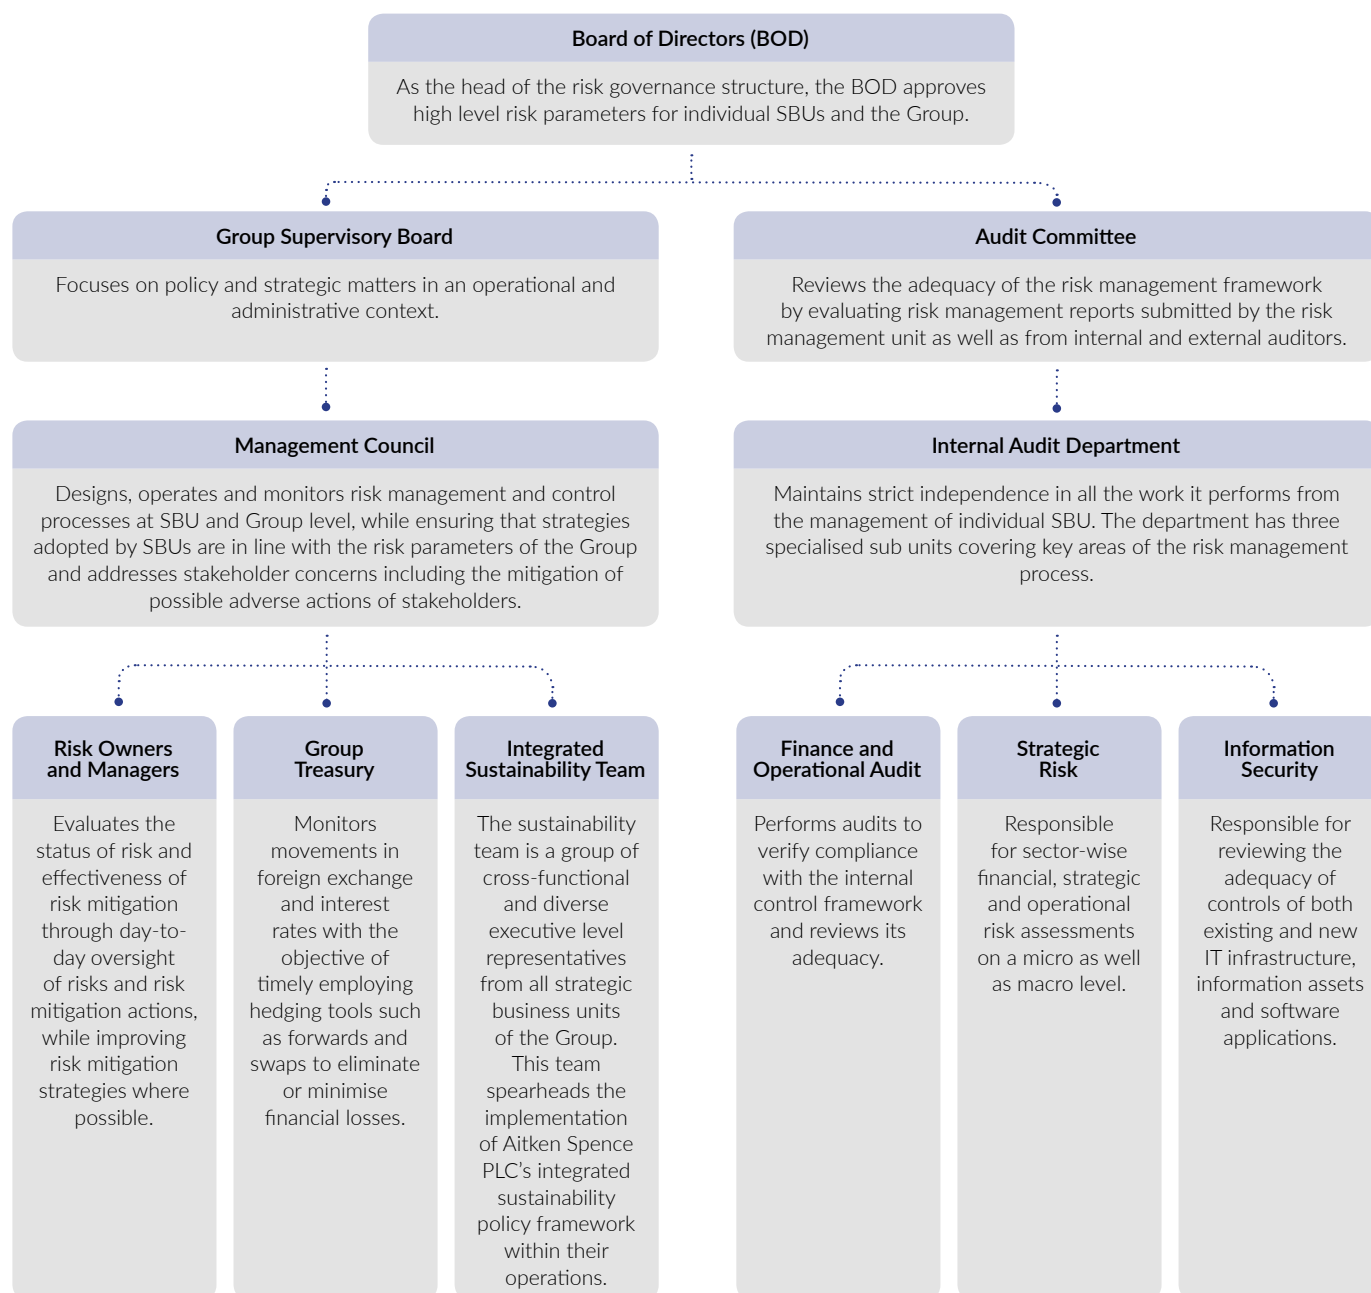 Board of Directors (BOD)
As the head of the risk governance structure, the BOD approves
high level risk parameters for individual SBUs and the Group.
Group Supervisory Board
Focuses on policy and strategic matters in an operational and
administrative context.
Audit Committee
Reviews the adequacy of the risk management framework
by evaluating risk management reports submitted by the risk
management unit as well as from internal and external auditors.
Management Council
Designs, operates and monitors risk management and control
processes at SBU and Group level, while ensuring that strategies
adopted by SBUs are in line with the risk parameters of the Group
and addresses stakeholder concerns including the mitigation of
possible adverse actions of stakeholders.
Internal Audit Department
Maintains strict independence in all the work it performs from
the management of individual SBU. The department has three
specialised sub units covering key areas of the risk management
process.
Risk Owners
and Managers
Evaluates the
status of risk and
effectiveness of
risk mitigation
through day-to-
day oversight
of risks and risk
mitigation actions,
while improving
risk mitigation
strategies where
possible.
Group
Treasury
Monitors
movements in
foreign exchange
and interest
rates with the
objective of
timely employing
hedging tools such
as forwards and
swaps to eliminate
or minimise
financial losses.
Integrated
Sustainability Team
The sustainability
team is a group of
cross-functional
and diverse
executive level
representatives
from all strategic
business units
of the Group.
This team
spearheads the
implementation
of Aitken Spence
PLC’s integrated
sustainability
policy framework
within their
operations.
Finance and
Operational Audit
Performs audits to
verify compliance
with the internal
control framework
and reviews its
adequacy.
Strategic
Risk
Responsible
for sector-wise
financial, strategic
and operational
risk assessments
on a micro as well
as macro level.
Information
Security
Responsible for
reviewing the
adequacy of
controls of both
existing and new
IT infrastructure,
information assets
and software
applications.